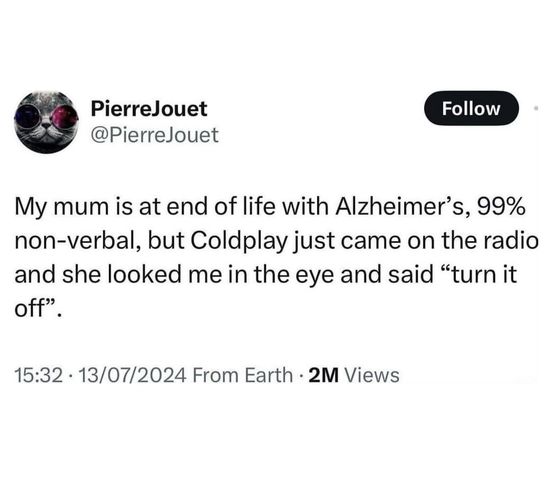 PierreJouet
Follow
@PierreJouet
My mum is at end of life with Alzheimer’s, 99%
non-verbal, but Coldplay just came on the radio
and she looked me in the eye and said “turn it
off”.
15:32 · 13/07/2024 From Earth · 2M Views